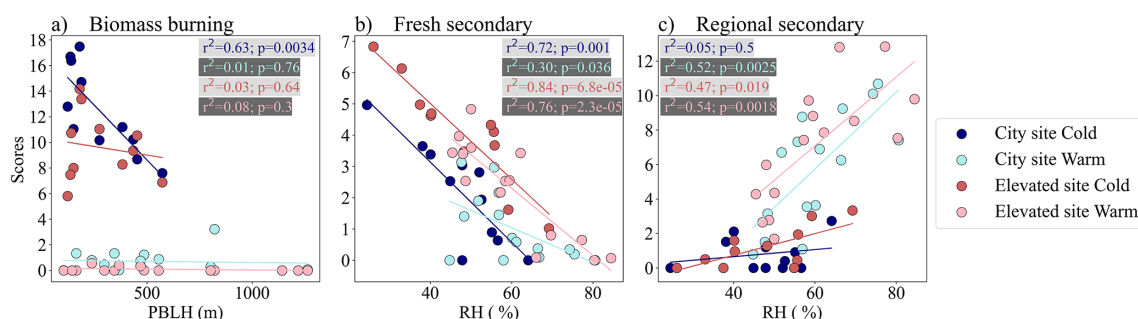 a) Biomass burning
r²=0.63; p=0.0034
r²=0.01; p=0.76
r²=0.03; p=0.64
r²=0.08; p=0.3
18
16
14
12
10
8
6
4
2
0
Scores
500 1000
PBLH (m)
b) Fresh secondary
r²=0.72; p=0.001
r²=0.30; p=0.036
r²=0.84; p=6.8e-05
r²=0.76; p=2.3e-05
7
6
5
4
3
2
1
0
40 60 80
RH ( %)
c) Regional secondary
r²=0.05; p=0.5
r²=0.52; p=0.0025
r²=0.47; p=0.019
r²=0.54; p=0.0018
12
10
8
6
4
2
0
40 60 80
RH ( %)
City site Cold
City site Warm
Elevated site Cold
Elevated site Warm